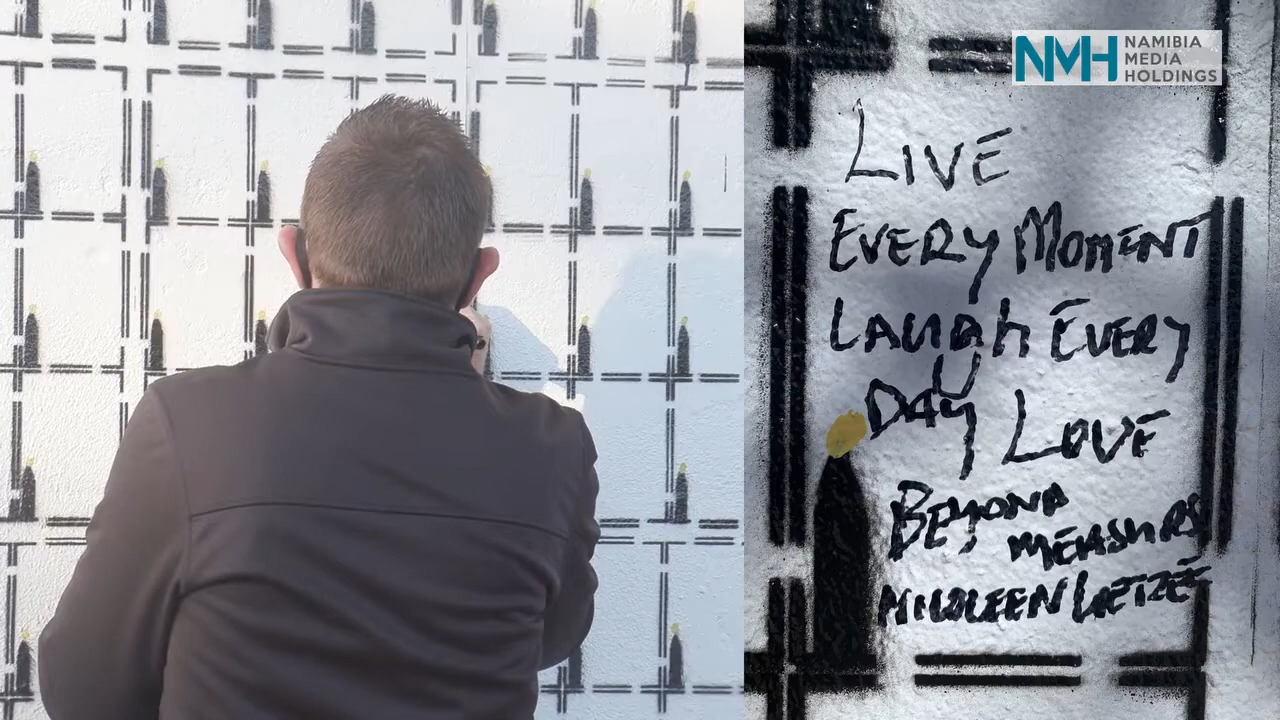 NMH NAMIBIA
MEDIA
HOLDINGS
LIVE
EVERY MOMENT
LAUGH EVERY
DAY LOVE
BEYOND
MEASURE